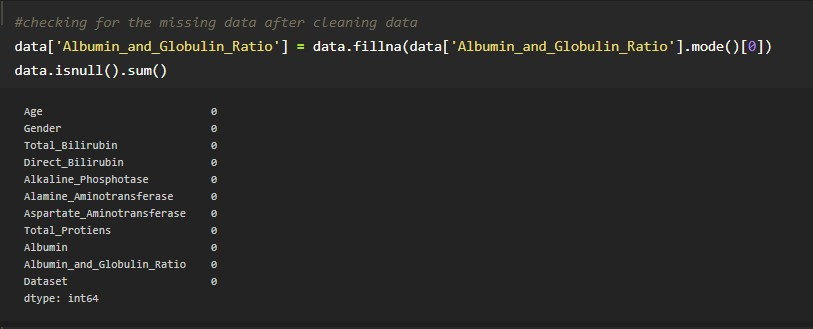 #checking for the missing data after cleaning data
data['Albumin_and_Globulin_Ratio'] = data.fillna(data['Albumin_and_Globulin_Ratio'].mode()[0])
data.isnull().sum()
Age 0
Gender 0
Total_Bilirubin 0
Direct_Bilirubin 0
Alkaline_Phosphotase 0
Alamine_Aminotransferase 0
Aspartate_Aminotransferase 0
Total_Protiens 0
Albumin 0
Albumin_and_Globulin_Ratio 0
Dataset 0
dtype: int64